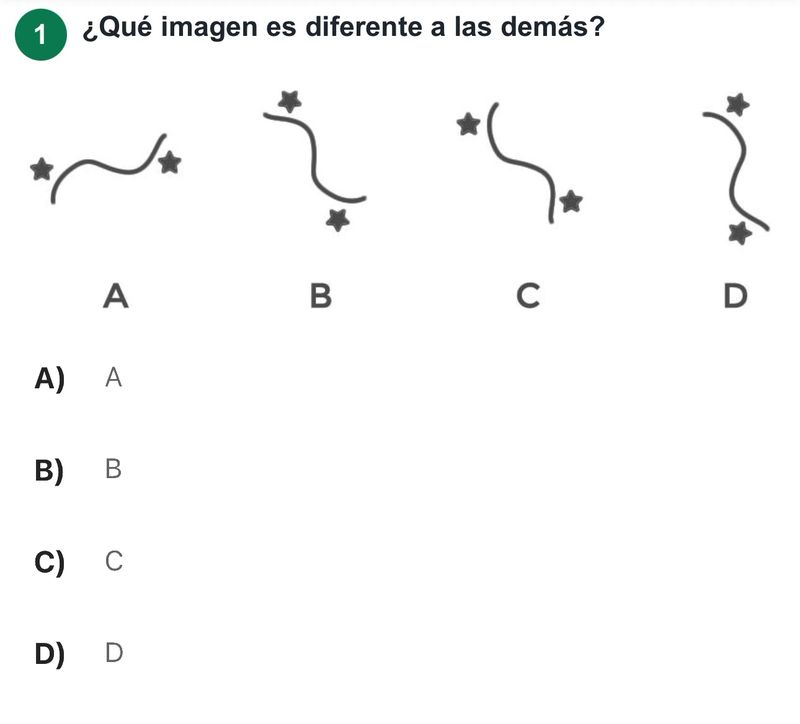 1 ¿Qué imagen es diferente a las demás?
A B C D
A) A
B) B
C) C
D) D